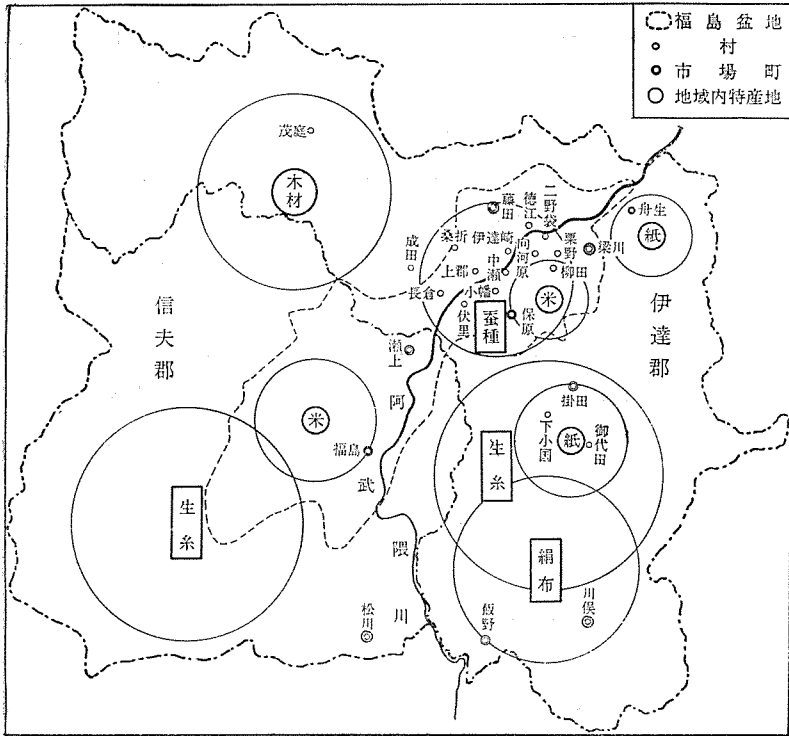 福島盆地
村
市場町
地域内特産地
茂庭
木材
藤田
徳江
二野袋
舟生
紙
桑折
伊達崎
向河原
粟野
梁川
成田
上郡
中瀬
柳田
長倉
小幡
米
伏黒
蚕種
保原
信夫郡
伊達郡
瀬上
阿武隈川
米
福島
掛田
下小国
紙
御代田
生糸
生糸
絹布
松川
飯野
川俣